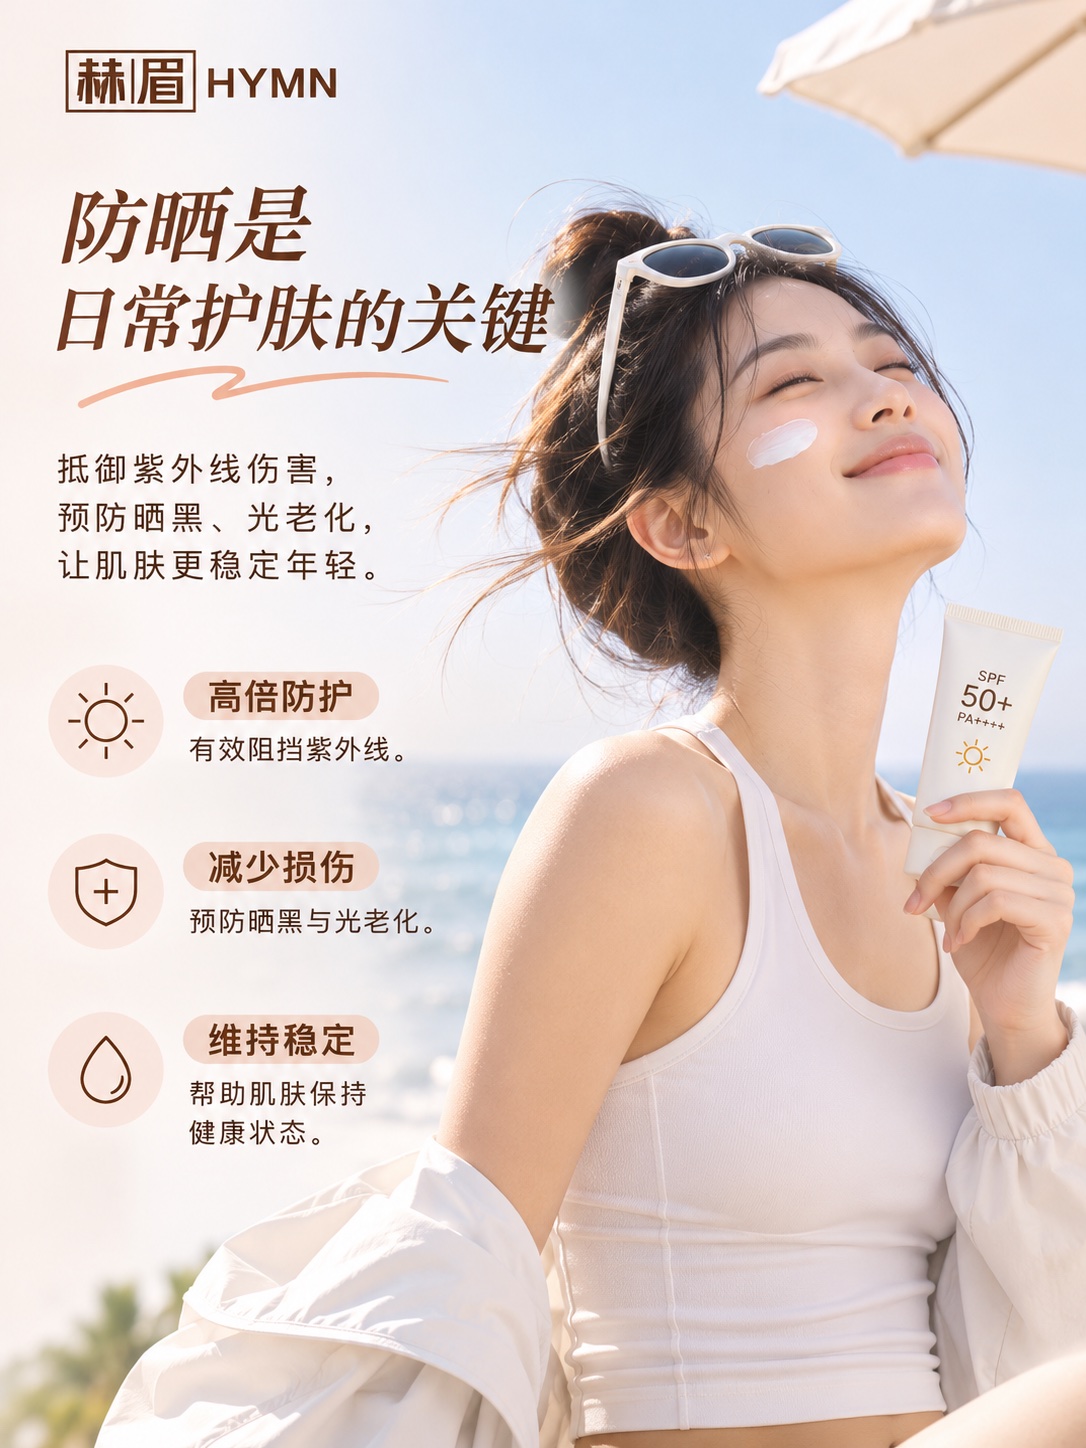 赫眉 HYMN
防晒是
日常护肤的关键
抵御紫外线伤害，
预防晒黑、光老化，
让肌肤更稳定年轻。
高倍防护
有效阻挡紫外线。
减少损伤
预防晒黑与光老化。
维持稳定
帮助肌肤保持
健康状态。
SPF
50+
PA++++